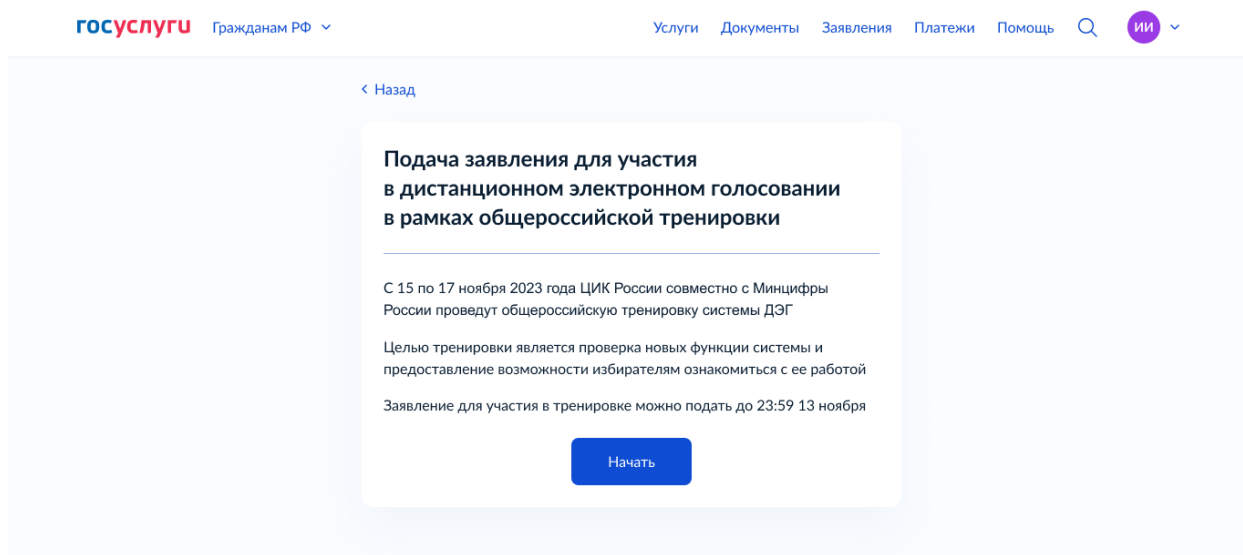 госуслуги Гражданам РФ Услуги Документы Заявления Платежи Помощь ИИ
Назад
Подача заявления для участия
в дистанционном электронном голосовании
в рамках общероссийской тренировки
С 15 по 17 ноября 2023 года ЦИК России совместно с Минцифры
России проведут общероссийскую тренировку системы ДЭГ
Целью тренировки является проверка новых функции системы и
предоставление возможности избирателям ознакомиться с ее работой
Заявление для участия в тренировке можно подать до 23:59 13 ноября
Начать